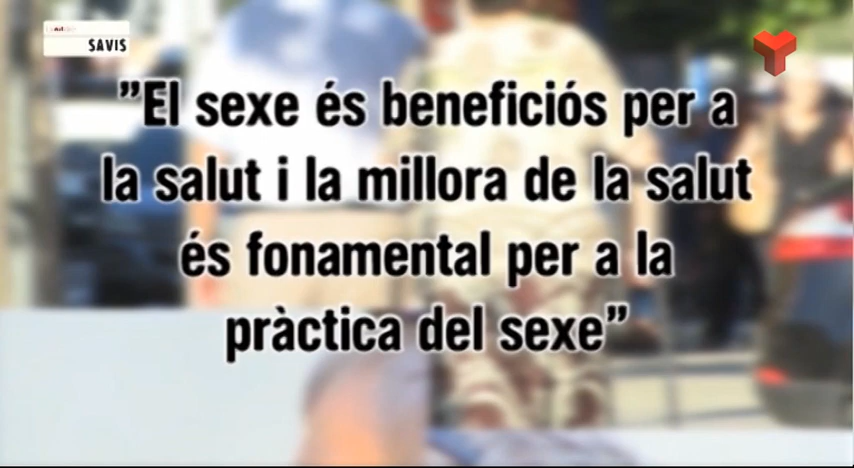 SAVIS
”El sexe és beneficiós per a
la salut i la millora de la salut
és fonamental per a la
pràctica del sexe”